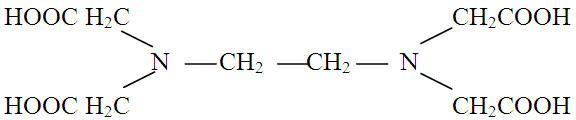 HOOC H₂C CH₂COOH
N — CH₂ — CH₂ — N
HOOC H₂C CH₂COOH